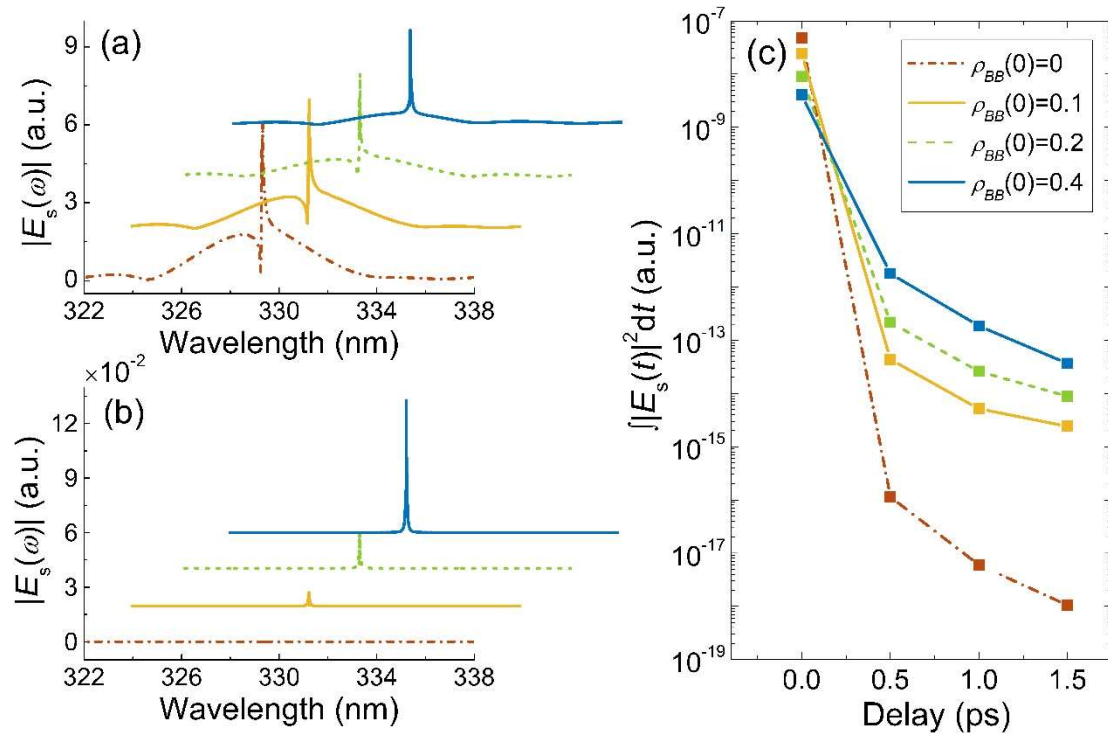 (a)
|E_s(ω)| (a.u.)
9
6
3
0
322 326 330 334 338
Wavelength (nm)
×10⁻²
(b)
|E_s(ω)| (a.u.)
12
9
6
3
0
322 326 330 334 338
Wavelength (nm)
(c)
∫|E_s(t)|²dt (a.u.)
10⁻⁷
10⁻⁹
10⁻¹¹
10⁻¹³
10⁻¹⁵
10⁻¹⁷
10⁻¹⁹
0.0 0.5 1.0 1.5
Delay (ps)
ρ_BB(0)=0
ρ_BB(0)=0.1
ρ_BB(0)=0.2
ρ_BB(0)=0.4